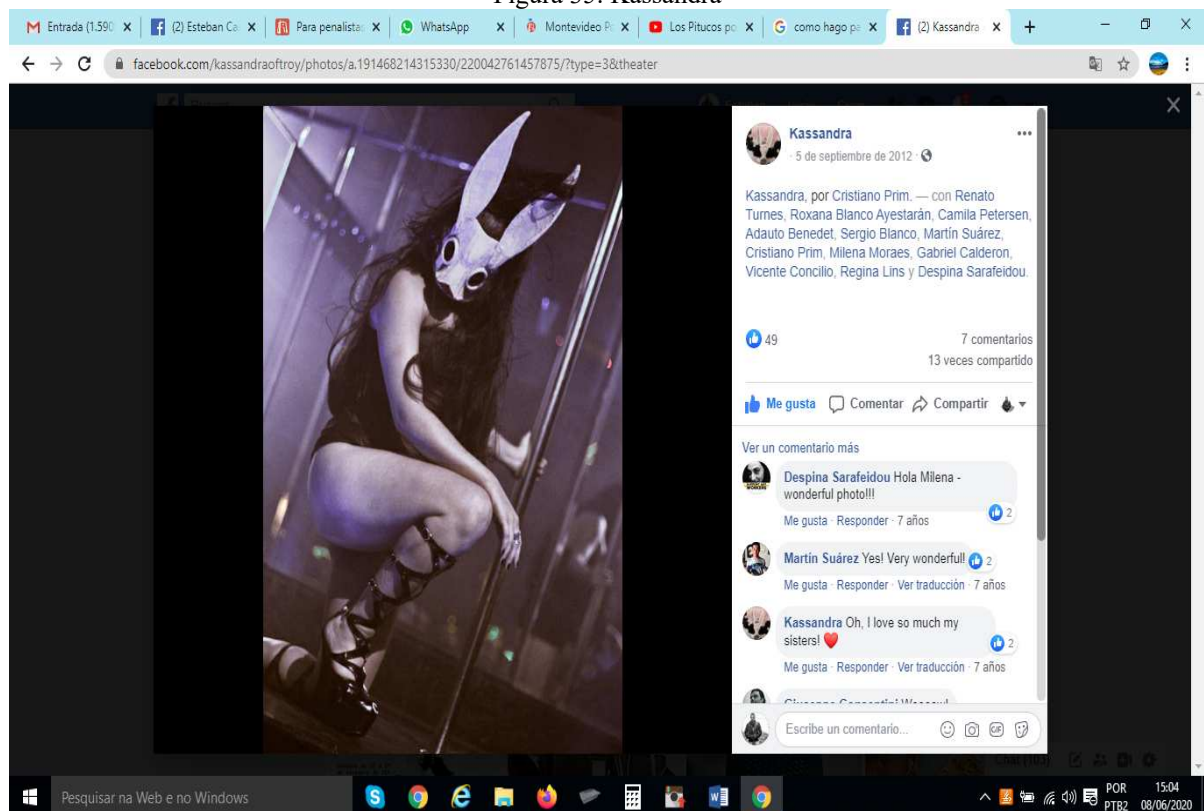 Figura 35: Kassandra
Entrada (1.590
(2) Esteban Ca
Para penalista
WhatsApp
Montevideo P
Los Pitucos po
como hago pa
(2) Kassandra
facebook.com/kassandraoftroy/photos/a.191468214315330/220042761457875/?type=3&theater
Kassandra
5 de septiembre de 2012
Kassandra, por Cristiano Prim. — con Renato
Turnes, Roxana Blanco Ayestarán, Camila Petersen,
Adauto Benedet, Sergio Blanco, Martín Suárez,
Cristiano Prim, Milena Moraes, Gabriel Calderon,
Vicente Concilio, Regina Lins y Despina Sarafeidou.
49
7 comentarios
13 veces compartido
Me gusta Comentar Compartir
Ver un comentario más
Despina Sarafeidou Hola Milena -
wonderful photo!!!
2
Me gusta · Responder · 7 años
Martín Suárez Yes! Very wonderful! 2
Me gusta · Responder · Ver traducción · 7 años
Kassandra Oh, I love so much my
sisters!
2
Me gusta · Responder · Ver traducción · 7 años
Escribe un comentario...
GIF
Chat (103)
Pesquisar na Web e no Windows
POR
PTB2
15:04
08/06/2020